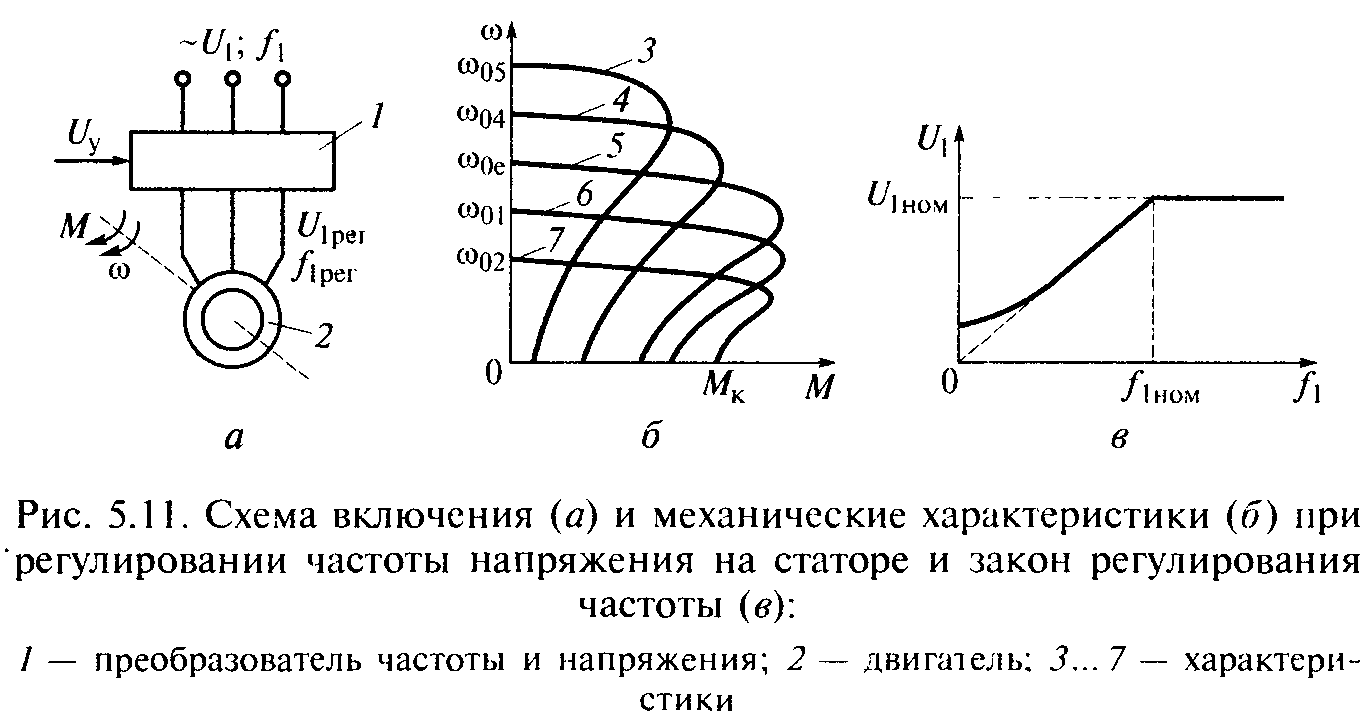 ~U1; f1
1
Uу
M
ω
U1рег
f1рег
2
а
ω
ω05
ω04
ω0е
ω01
ω02
0
3
4
5
6
7
Mк
M
б
U1
U1ном
0
f1ном
f1
в
Рис. 5.11. Схема включения (а) и механические характеристики (б) при
регулировании частоты напряжения на статоре и закон регулирования
частоты (в):
1 — преобразователь частоты и напряжения; 2 — двигатель; 3... 7 — характери-
стики